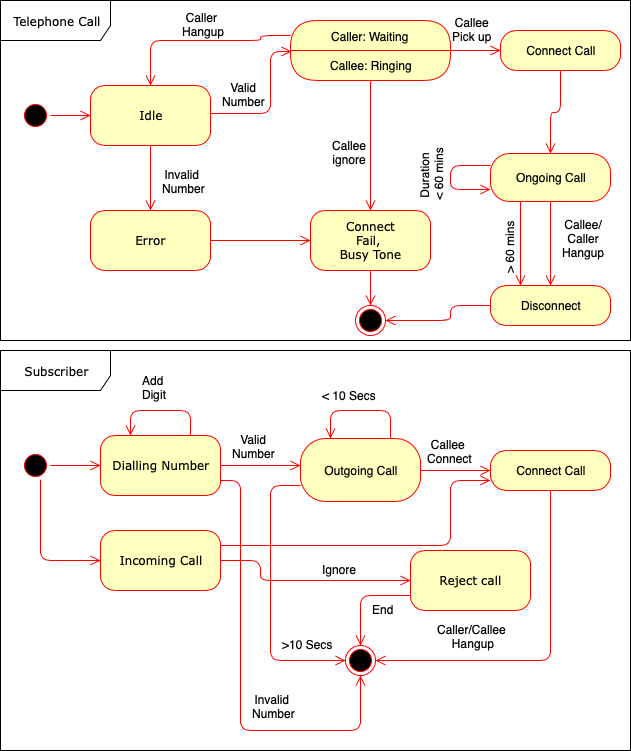 Telephone Call
Caller
Hangup
Caller: Waiting
Callee: Ringing
Callee
Pick up
Connect Call
Idle
Valid
Number
Callee
ignore
Duration
< 60 mins
Ongoing Call
Invalid
Number
Error
Connect
Fail,
Busy Tone
> 60 mins
Callee/
Caller
Hangup
Disconnect
Subscriber
Add
Digit
< 10 Secs
Dialling Number
Valid
Number
Outgoing Call
Callee
Connect
Connect Call
Incoming Call
Ignore
Reject call
End
>10 Secs
Caller/Callee
Hangup
Invalid
Number